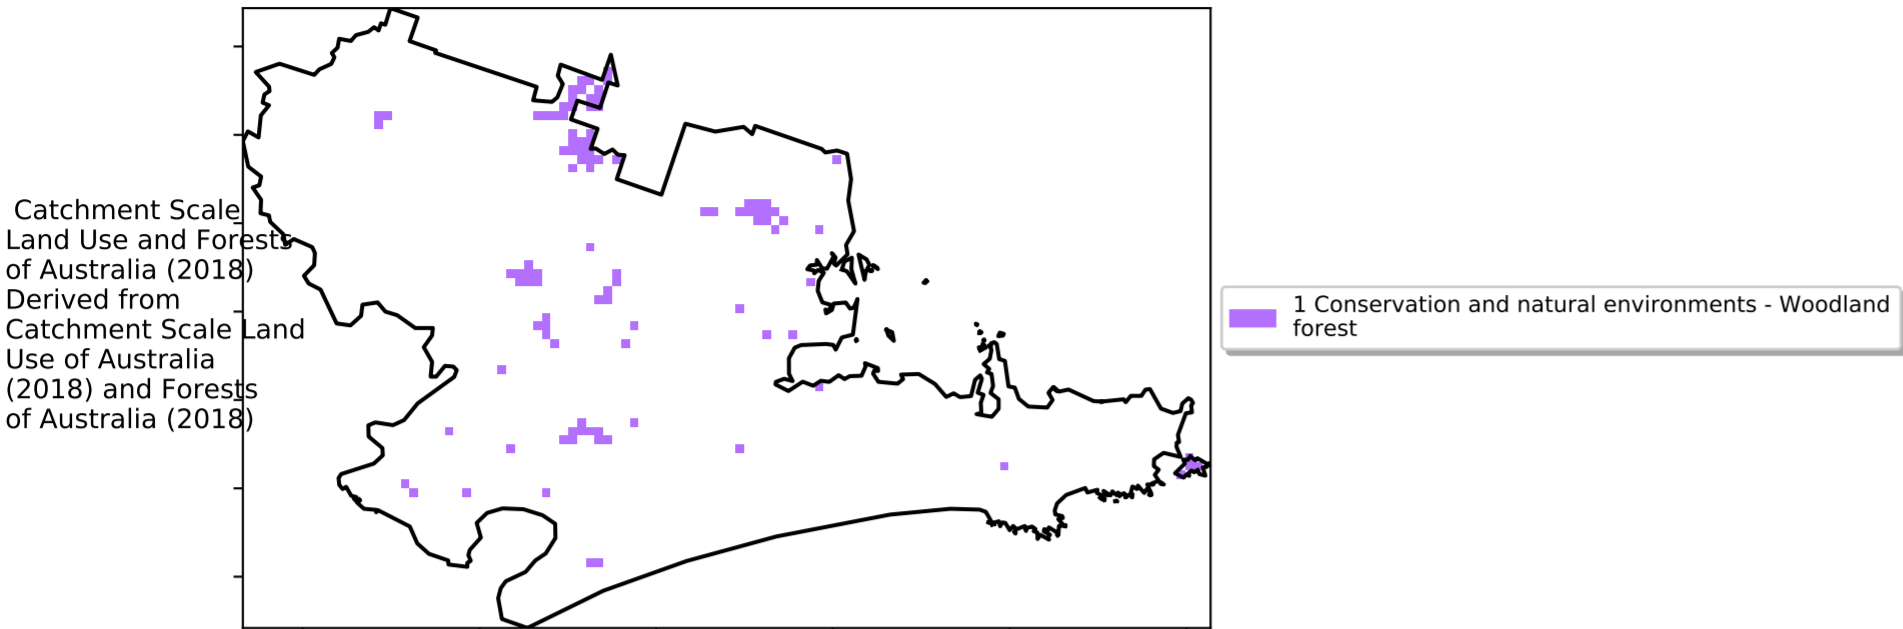 Catchment Scale
Land Use and Forests
of Australia (2018)
Derived from
Catchment Scale Land
Use of Australia
(2018) and Forests
of Australia (2018)
1 Conservation and natural environments - Woodland
forest